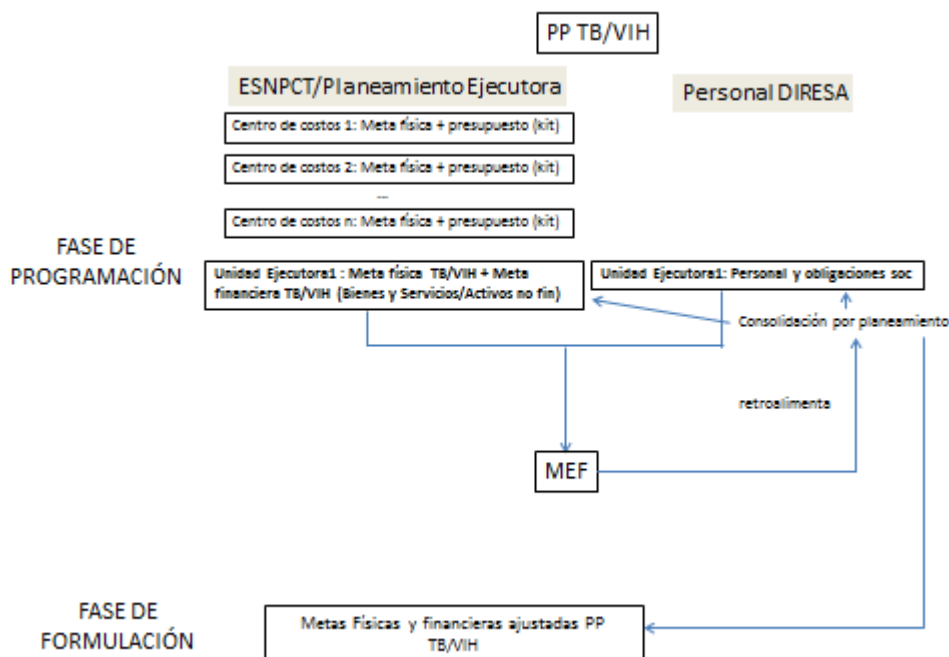 PP TB/VIH
ESNPCT/Planeamiento Ejecutora
Personal DIRESA
Centro de costos 1: Meta física + presupuesto (kit)
Centro de costos 2: Meta física + presupuesto (kit)
...
Centro de costos n: Meta física + presupuesto (kit)
FASE DE
PROGRAMACIÓN
Unidad Ejecutora1 : Meta física TB/VIH + Meta
financiera TB/VIH (Bienes y Servicios/Activos no fin)
Unidad Ejecutora1: Personal y obligaciones soc
Consolidación por planeamiento
retroalimenta
MEF
FASE DE
FORMULACIÓN
Metas Físicas y financieras ajustadas PP
TB/VIH